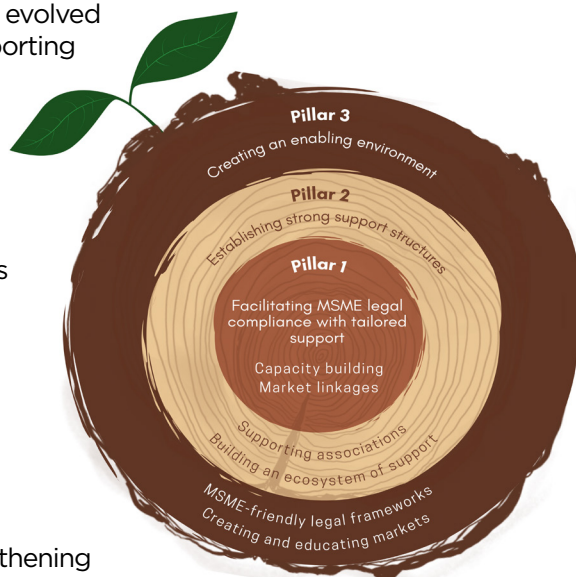 evolved
porting
Pillar 3
Creating an enabling environment
Pillar 2
Establishing strong support structures
Pillar 1
Facilitating MSME legal
compliance with tailored
support
Capacity building
Market linkages
Supporting associations
Building an ecosystem of support
MSME-friendly legal frameworks
Creating and educating markets
s
thening